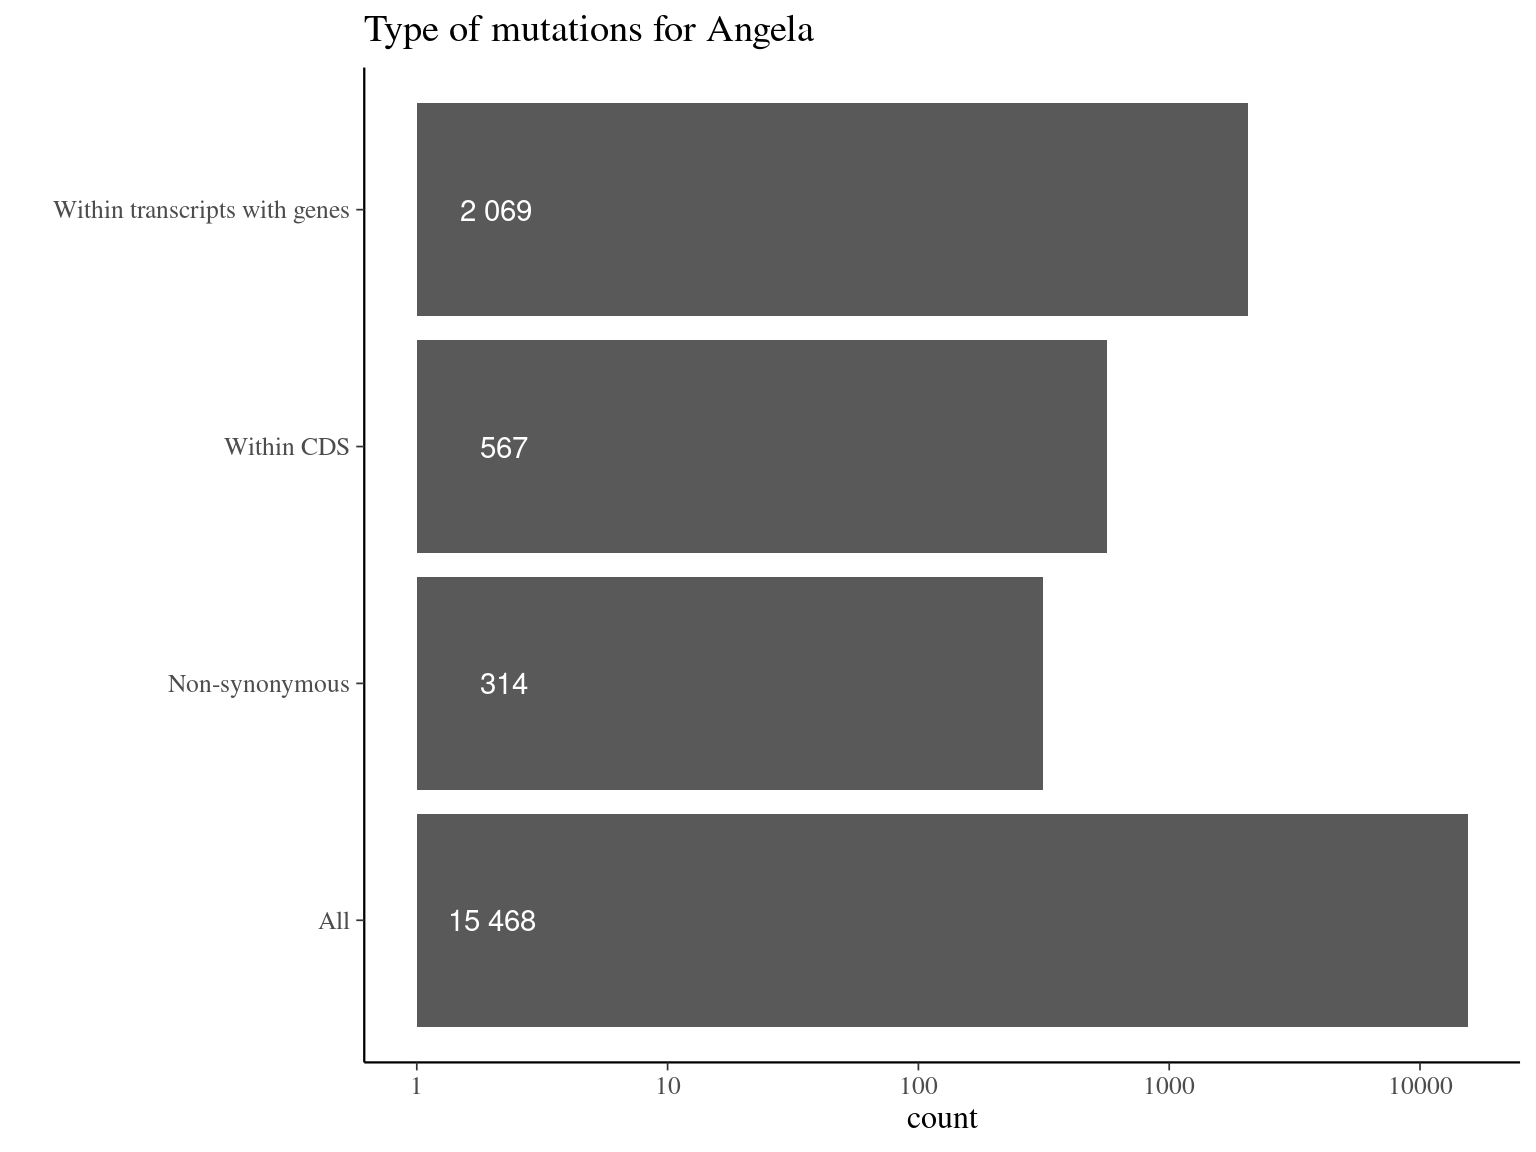 Type of mutations for Angela
Within transcripts with genes
2 069
Within CDS
567
Non-synonymous
314
All
15 468
1 10 100 1000 10000
count